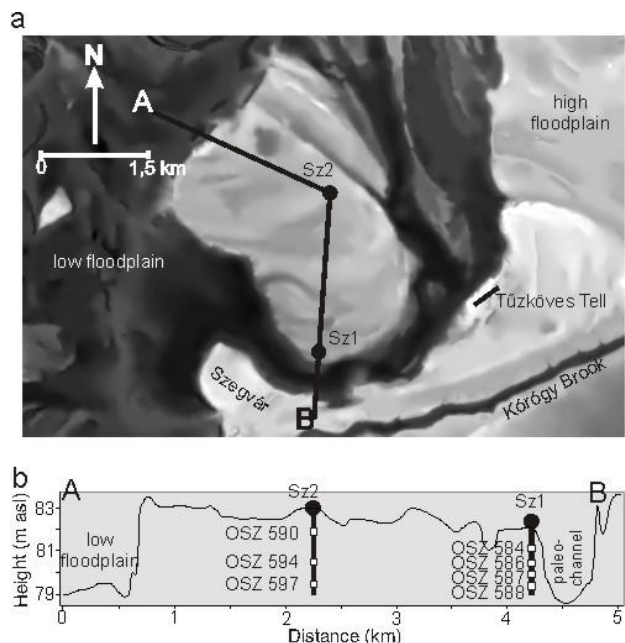 a
N
A
0
1,5 km
Sz2
high
floodplain
low floodplain
Tűzköves Tell
Sz1
Szegvár
B
Kórógy Brook
b
A
Sz2
Sz1
B
Height (m asl)
83
81
79
low
floodplain
OSZ 590
OSZ 594
OSZ 597
OSZ 584
OSZ 586
OSZ 587
OSZ 588
paleo-
channel
0
1
2
3
4
5
Distance (km)